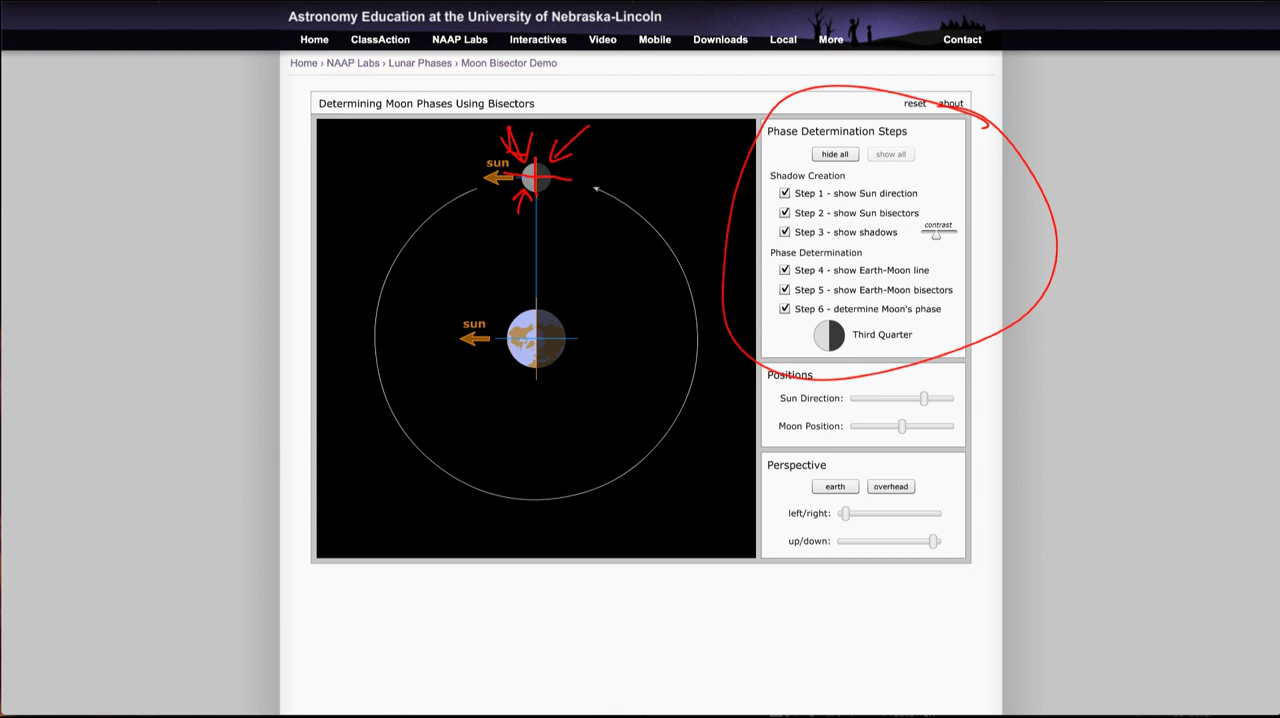 Astronomy Education at the University of Nebraska-Lincoln
Home ClassAction NAAP Labs Interactives Video Mobile Downloads Local More Contact
Home › NAAP Labs › Lunar Phases › Moon Bisector Demo
Determining Moon Phases Using Bisectors
reset about
sun
sun
Phase Determination Steps
hide all show all
Shadow Creation
Step 1 - show Sun direction
Step 2 - show Sun bisectors
Step 3 - show shadows
contrast
Phase Determination
Step 4 - show Earth-Moon line
Step 5 - show Earth-Moon bisectors
Step 6 - determine Moon's phase
Third Quarter
Positions
Sun Direction:
Moon Position:
Perspective
earth overhead
left/right:
up/down: